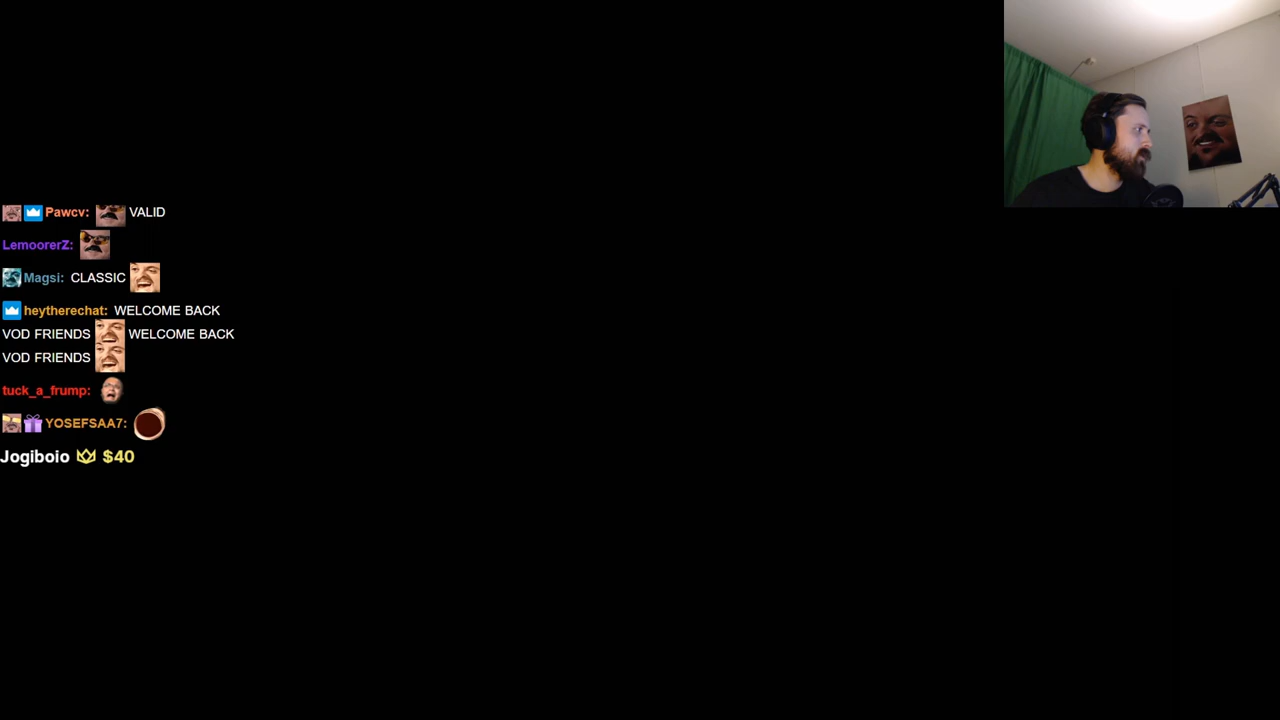 Pawcv: VALID
LemoorerZ:
Magsi: CLASSIC
heytherechat: WELCOME BACK
VOD FRIENDS WELCOME BACK
VOD FRIENDS
tuck_a_frump:
YOSEFSAA7:
Jogiboio $40